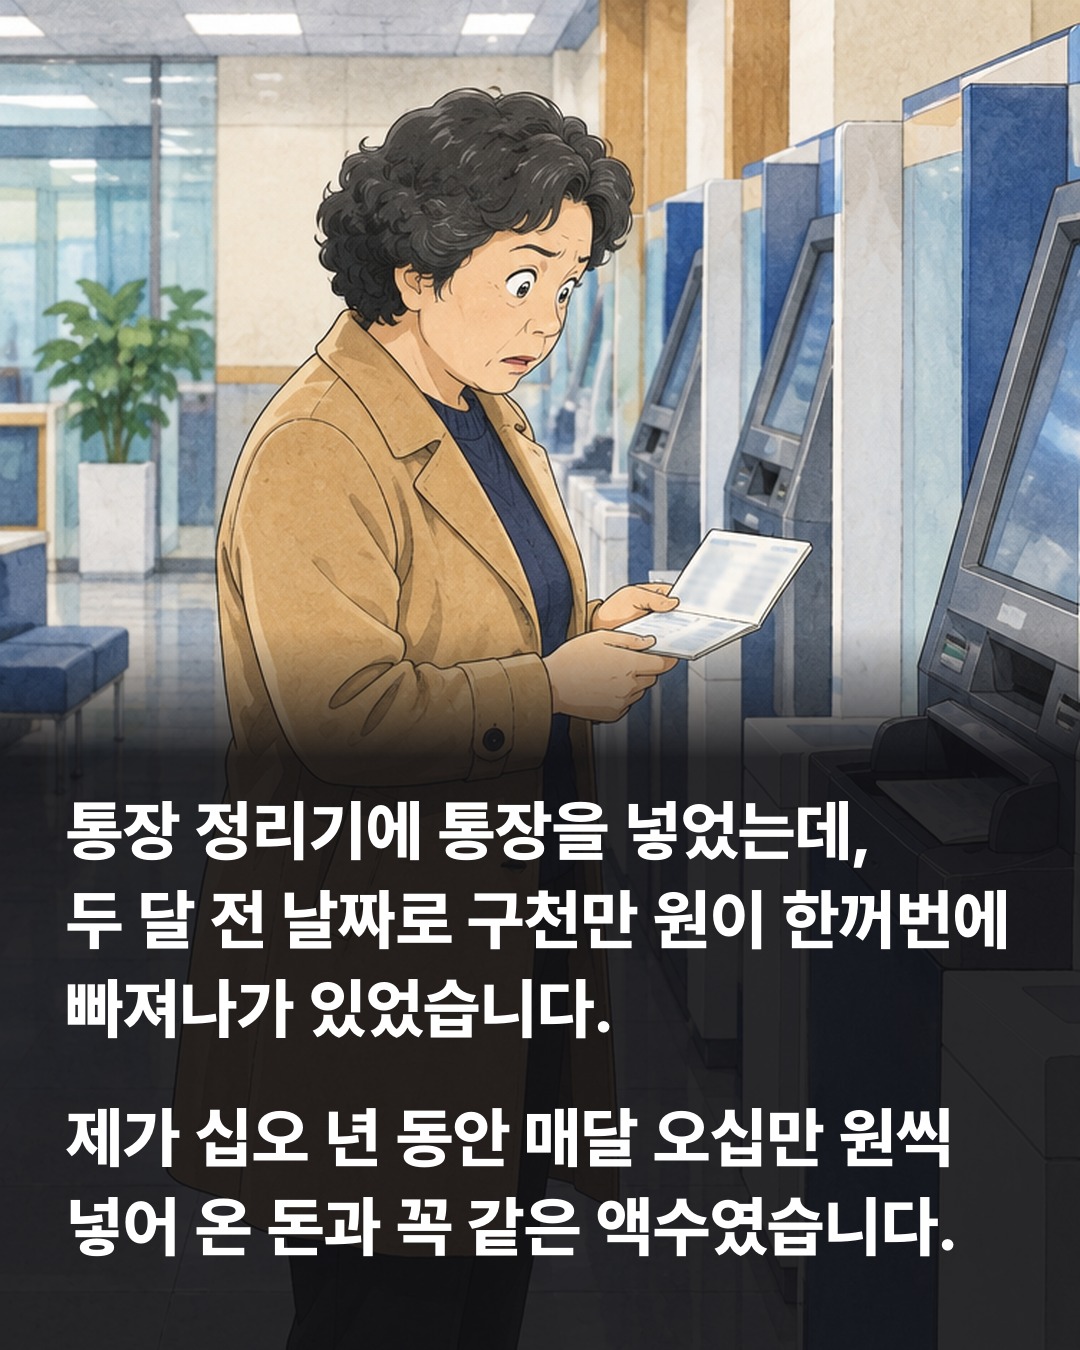 통장 정리기에 통장을 넣었는데,
두 달 전 날짜로 구천만 원이 한꺼번에
빠져나가 있었습니다.
제가 십오 년 동안 매달 오십만 원씩
넣어 온 돈과 꼭 같은 액수였습니다.